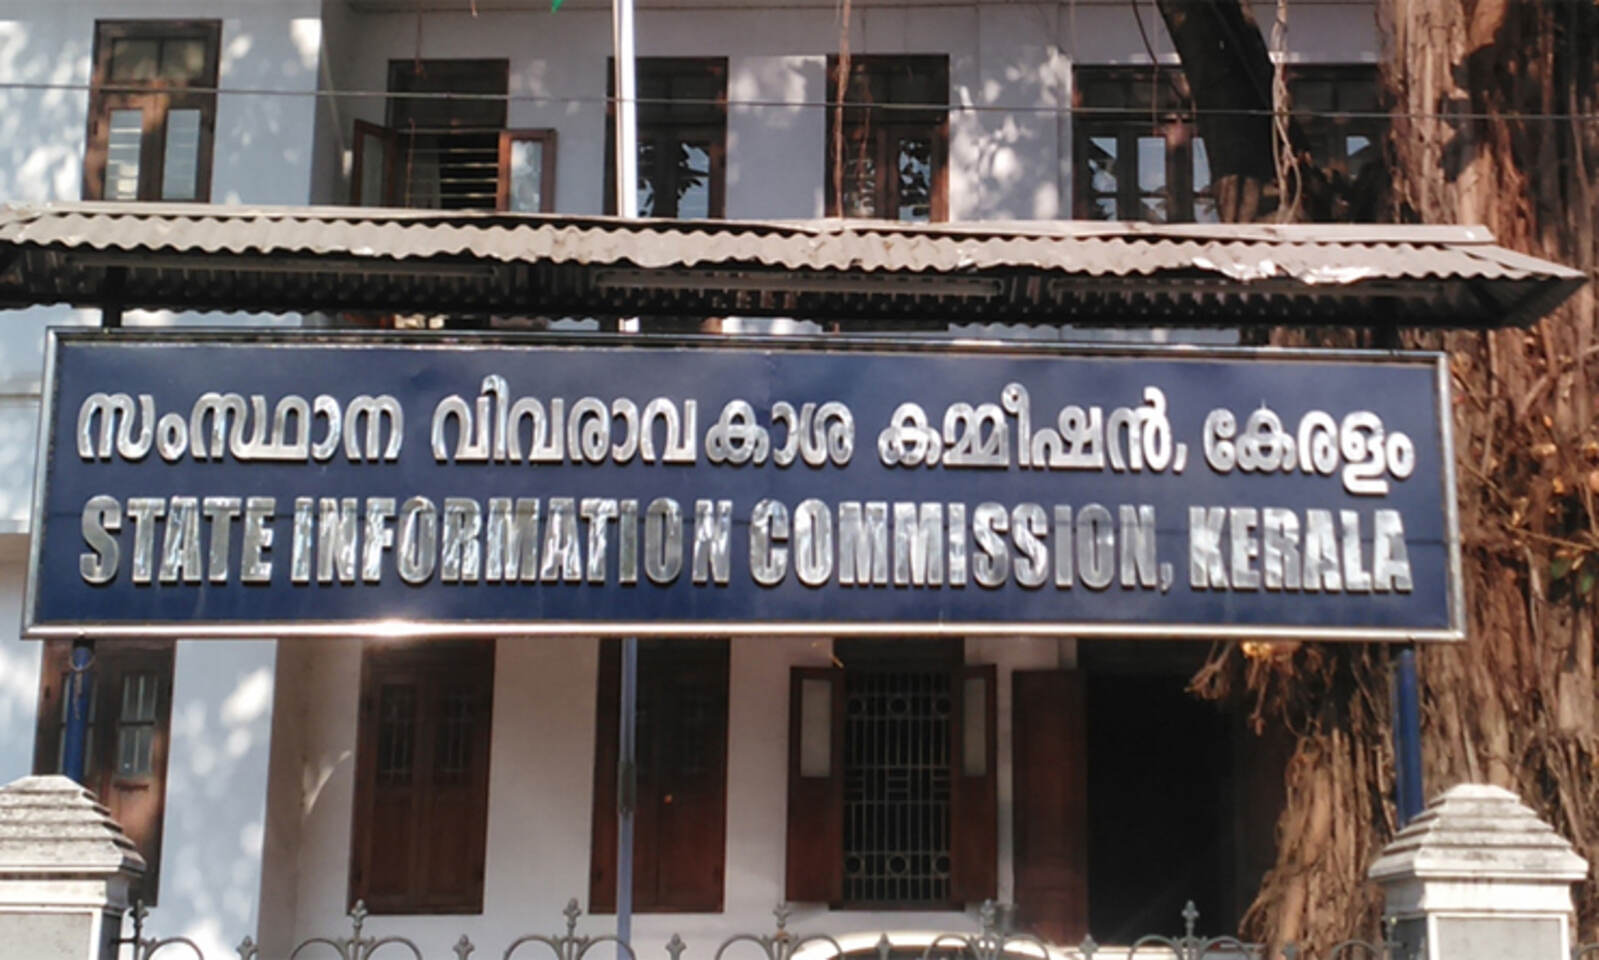 സംസ്ഥാന വിവരാവകാശ കമ്മീഷൻ, കേരളം
STATE INFORMATION COMMISSION, KERALA